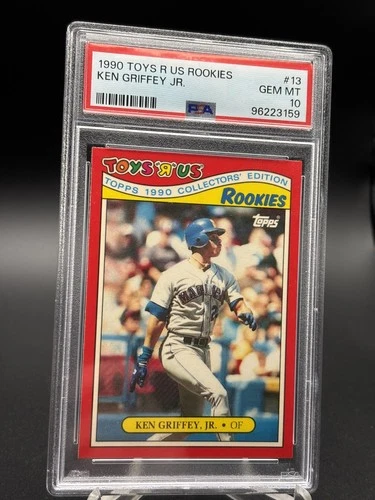 1990 TOYS R US ROOKIES #13
KEN GRIFFEY JR. GEM MT
10
PSA 96223159
TOYS "R" US
TOPPS 1990 COLLECTORS' EDITION
ROOKIES
Topps
KEN GRIFFEY, JR. • OF